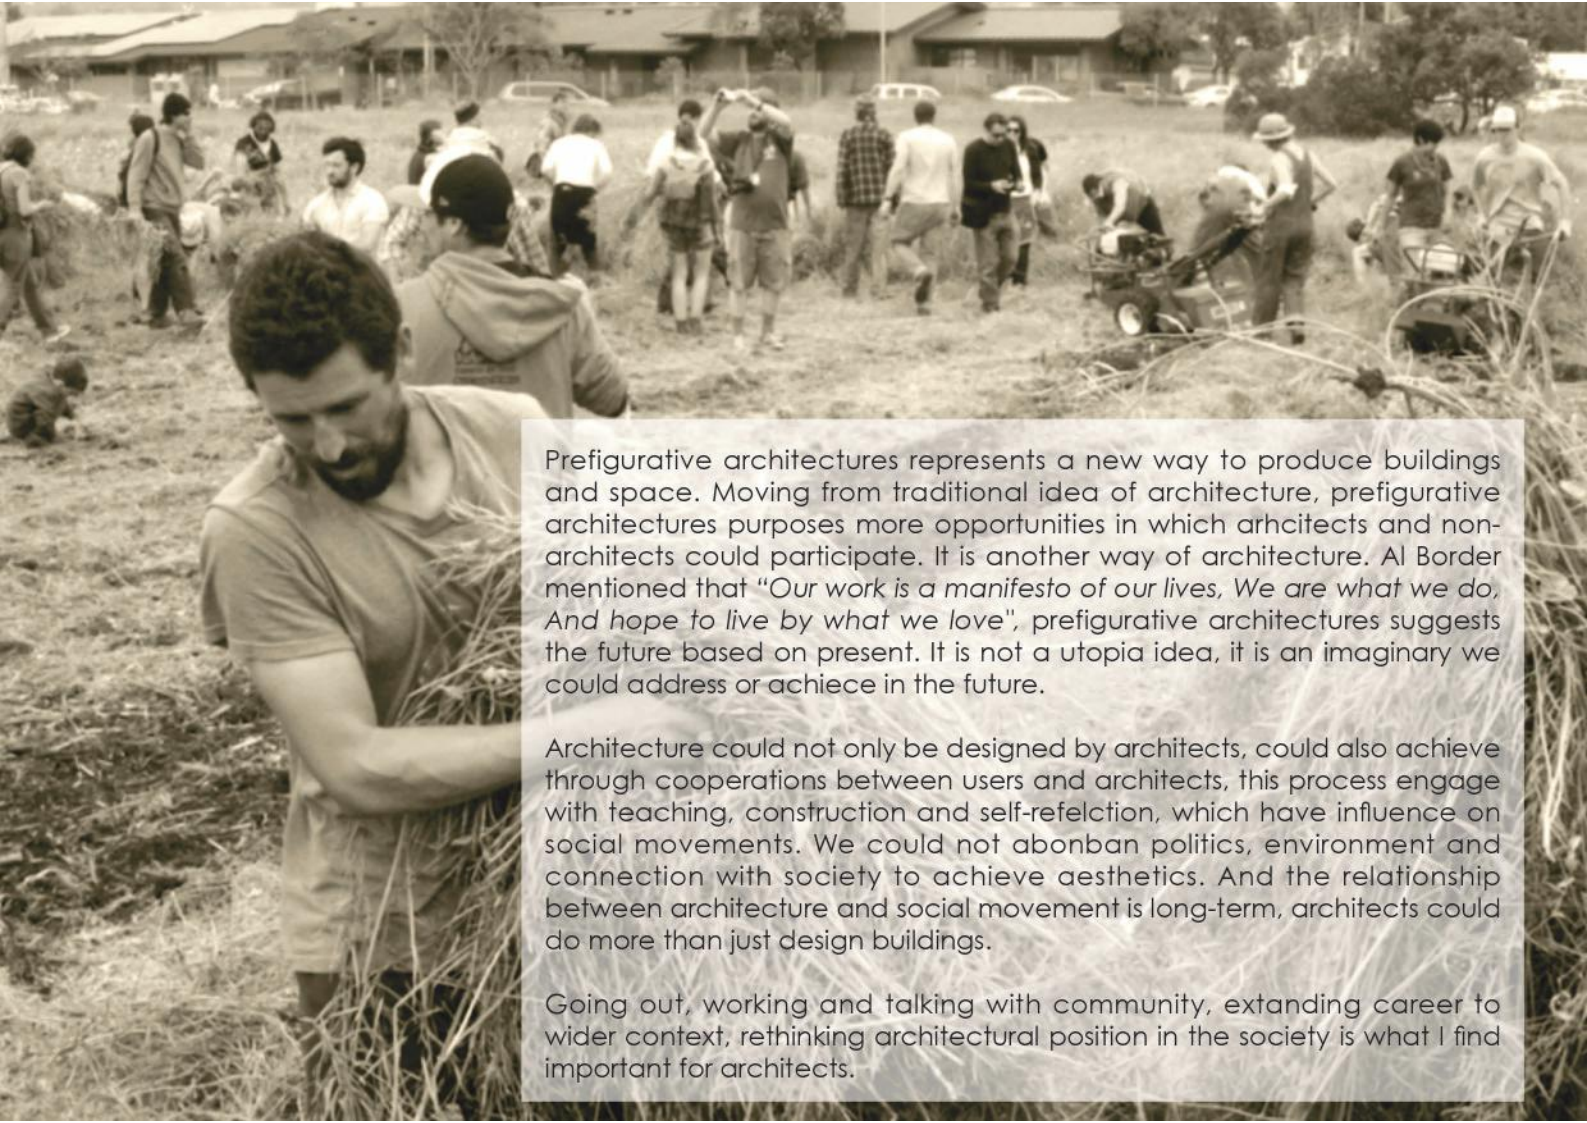 Prefigurative architectures represents a new way to produce buildings
and space. Moving from traditional idea of architecture, prefigurative
architectures purposes more opportunities in which arhcitects and non-
architects could participate. It is another way of architecture. Al Border
mentioned that “Our work is a manifesto of our lives, We are what we do,
And hope to live by what we love", prefigurative architectures suggests
the future based on present. It is not a utopia idea, it is an imaginary we
could address or achiece in the future.
Architecture could not only be designed by architects, could also achieve
through cooperations between users and architects, this process engage
with teaching, construction and self-refelction, which have influence on
social movements. We could not abonban politics, environment and
connection with society to achieve aesthetics. And the relationship
between architecture and social movement is long-term, architects could
do more than just design buildings.
Going out, working and talking with community, extanding career to
wider context, rethinking architectural position in the society is what I find
important for architects.